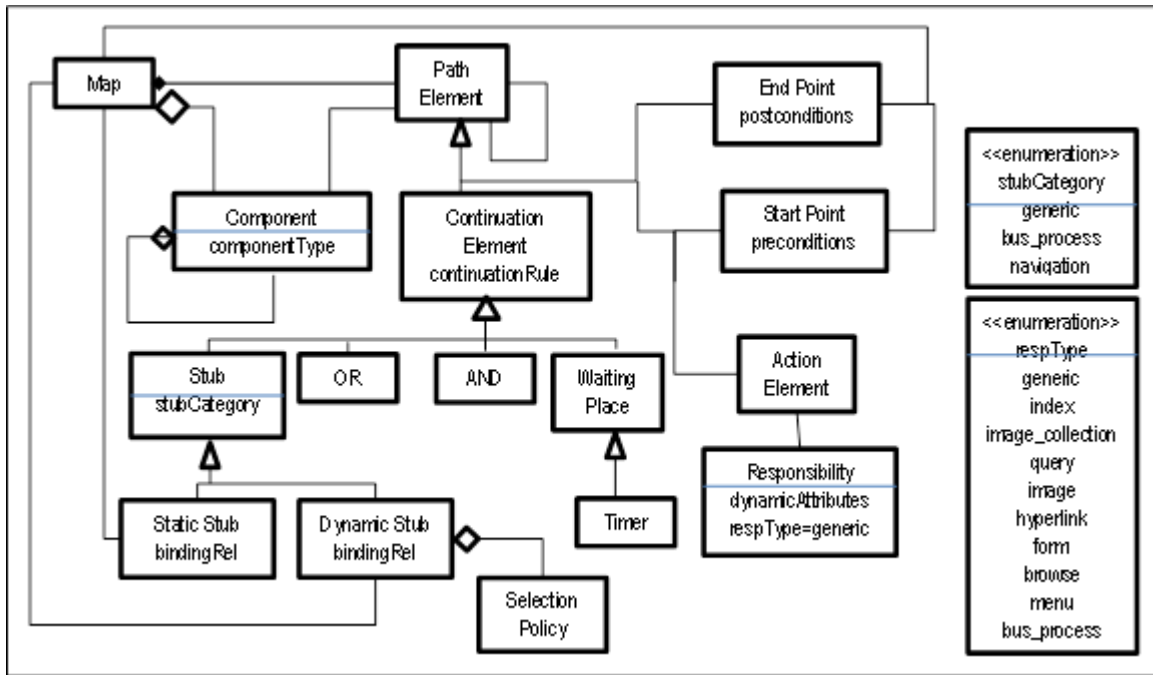 Map
Path
Element
End Point
postconditions
<<enumeration>>
stubCategory
generic
bus_process
navigation
Component
componentType
Continuation
Element
continuationRule
Start Point
preconditions
<<enumeration>>
respType
generic
index
image_collection
query
image
hyperlink
form
browse
menu
bus_process
Stub
stubCategory
OR
AND
Waiting
Place
Action
Element
Responsibility
dynamicAttributes
respType=generic
Static Stub
bindingRel
Dynamic Stub
bindingRel
Timer
Selection
Policy